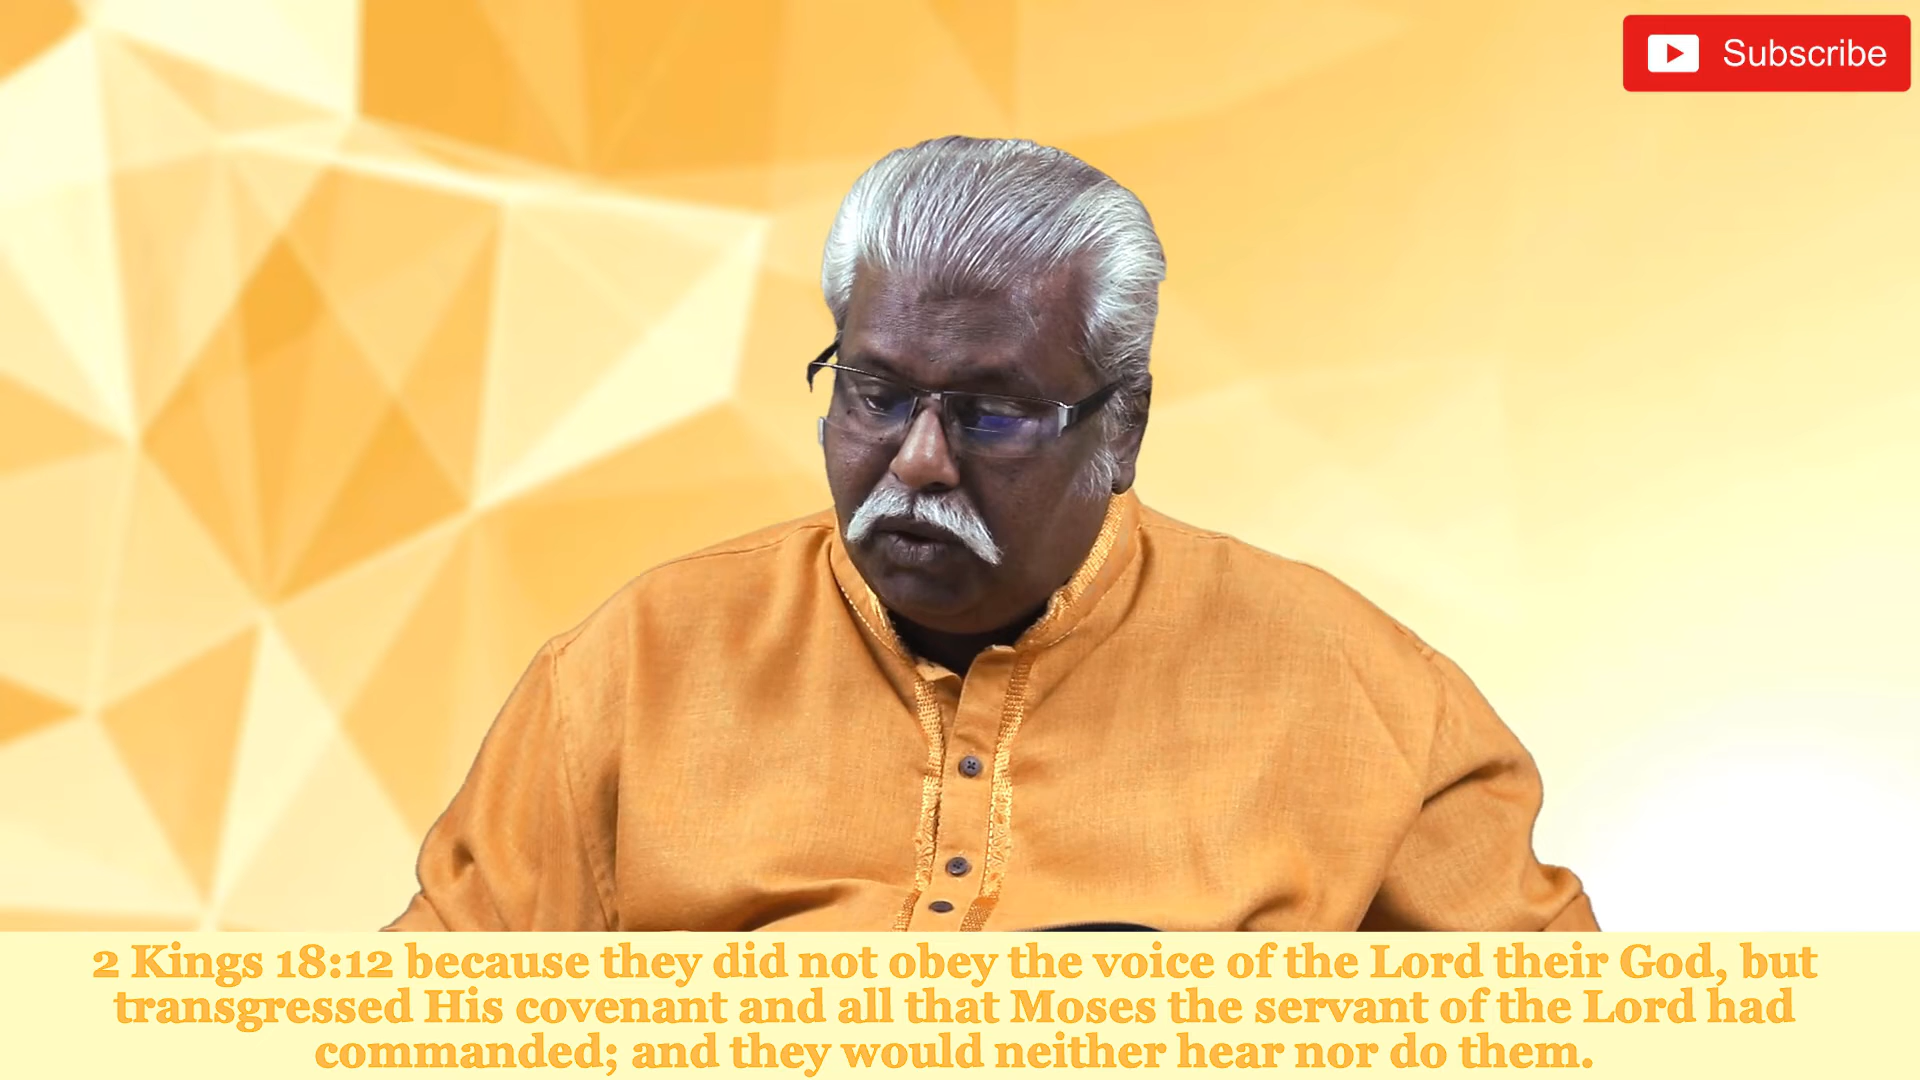 Subscribe
2 Kings 18:12 because they did not obey the voice of the Lord their God, but
transgressed His covenant and all that Moses the servant of the Lord had
commanded; and they would neither hear nor do them.